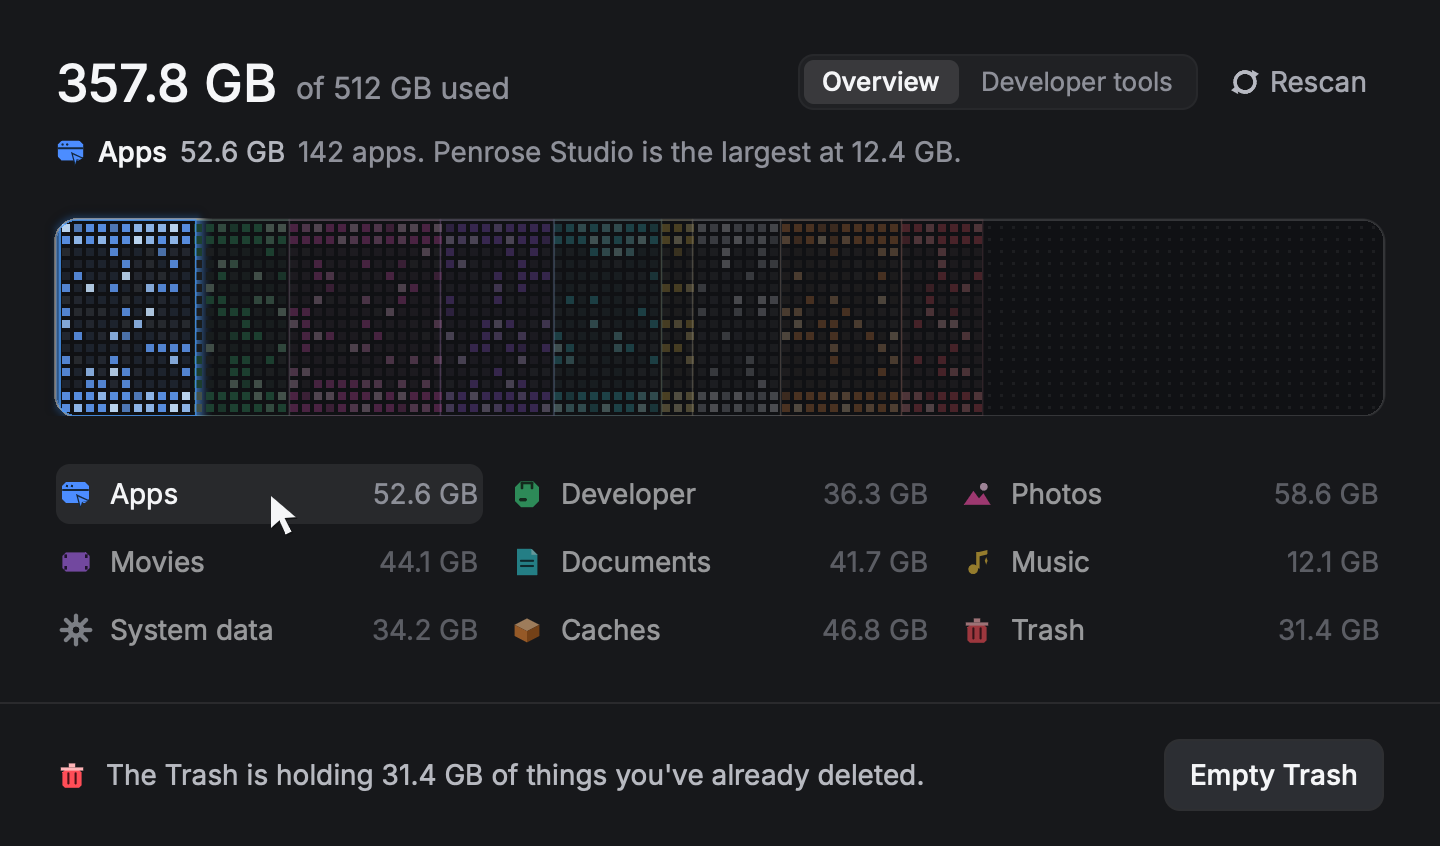 357.8 GB of 512 GB used
Overview
Developer tools
Rescan
Apps 52.6 GB 142 apps. Penrose Studio is the largest at 12.4 GB.
Apps 52.6 GB
Developer 36.3 GB
Photos 58.6 GB
Movies 44.1 GB
Documents 41.7 GB
Music 12.1 GB
System data 34.2 GB
Caches 46.8 GB
Trash 31.4 GB
The Trash is holding 31.4 GB of things you've already deleted.
Empty Trash